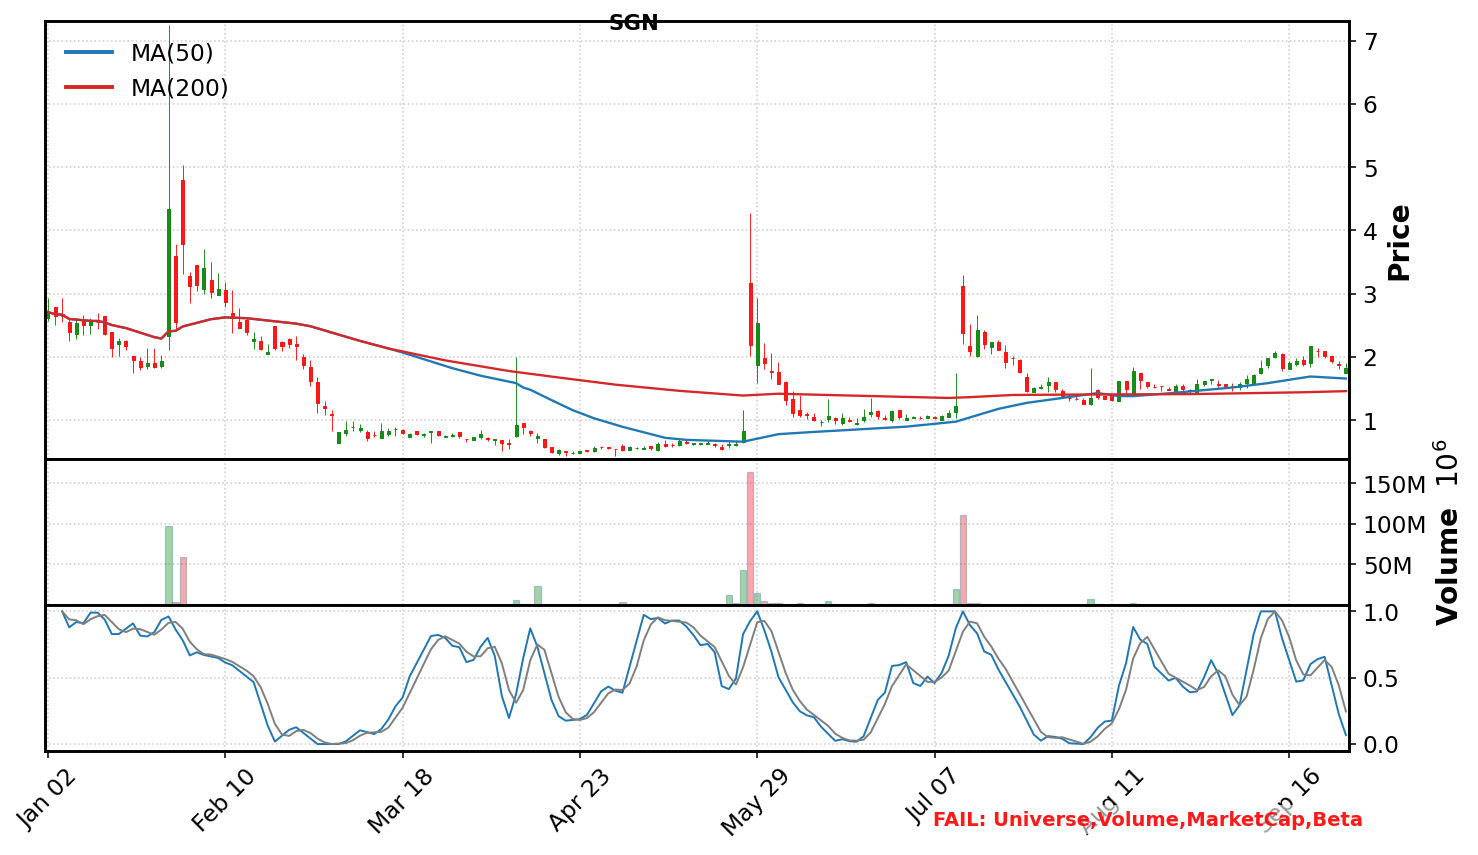 SGN
MA(50)
MA(200)
7
6
5
4
3
2
1
Price
150M
100M
50M
Volume 10^6
1.0
0.5
0.0
Jan 02
Feb 10
Mar 18
Apr 23
May 29
Jul 07
Aug 11
Sep 16
FAIL: Universe,Volume,MarketCap,Beta